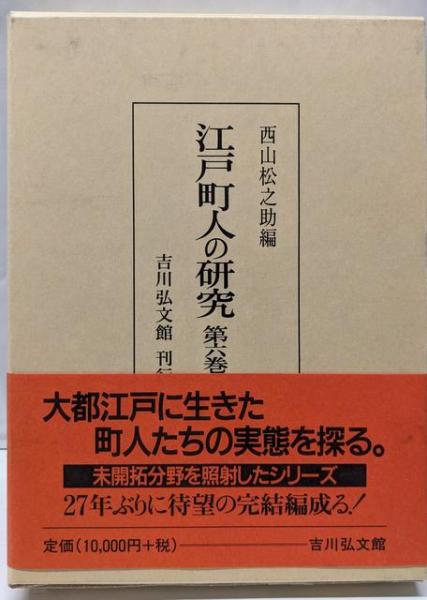 西山松之助編
江戸町人の研究 第六巻
吉川弘文館 刊行
大都江戸に生きた
町人たちの実態を探る。
未開拓分野を照射したシリーズ
27年ぶりに待望の完結編成る!
定価(10,000円+税)────吉川弘文館